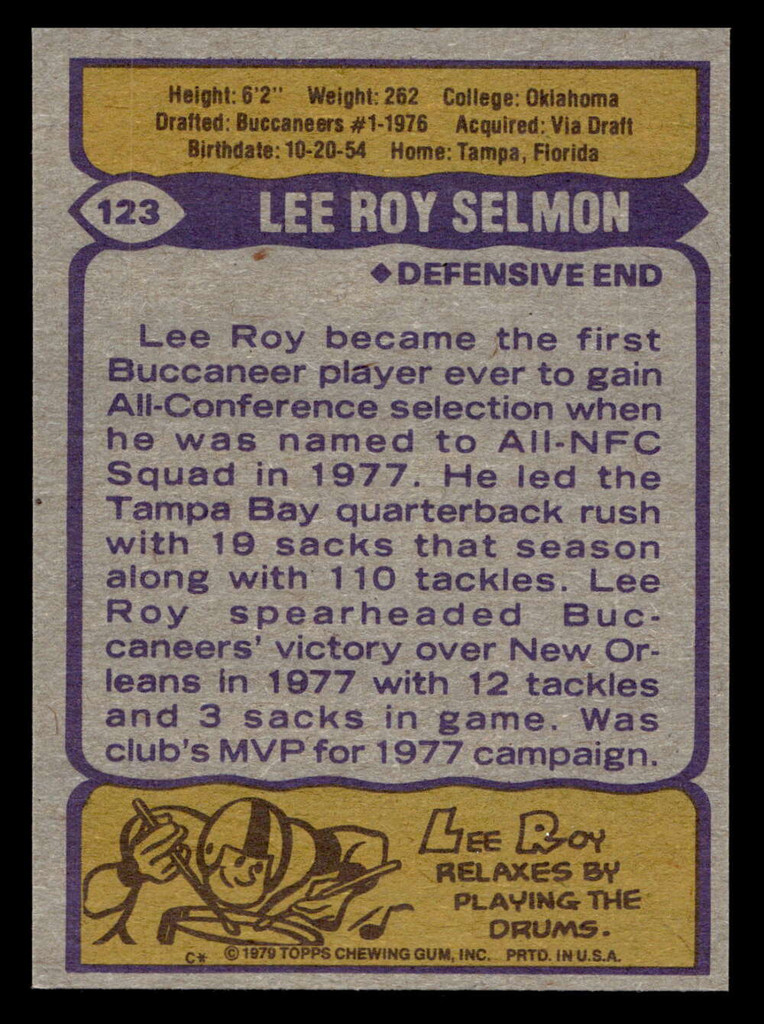 Height: 6'2" Weight: 262 College: Oklahoma
Drafted: Buccaneers #1-1976 Acquired: Via Draft
Birthdate: 10-20-54 Home: Tampa, Florida
123 LEE ROY SELMON
◆DEFENSIVE END
Lee Roy became the first
Buccaneer player ever to gain
All-Conference selection when
he was named to All-NFC
Squad in 1977. He led the
Tampa Bay quarterback rush
with 19 sacks that season
along with 110 tackles. Lee
Roy spearheaded Buc-
caneers' victory over New Or-
leans in 1977 with 12 tackles
and 3 sacks in game. Was
club's MVP for 1977 campaign.
LEE ROY
RELAXES BY
PLAYING THE
DRUMS.
C* © 1979 TOPPS CHEWING GUM, INC. PRTD. IN U.S.A.